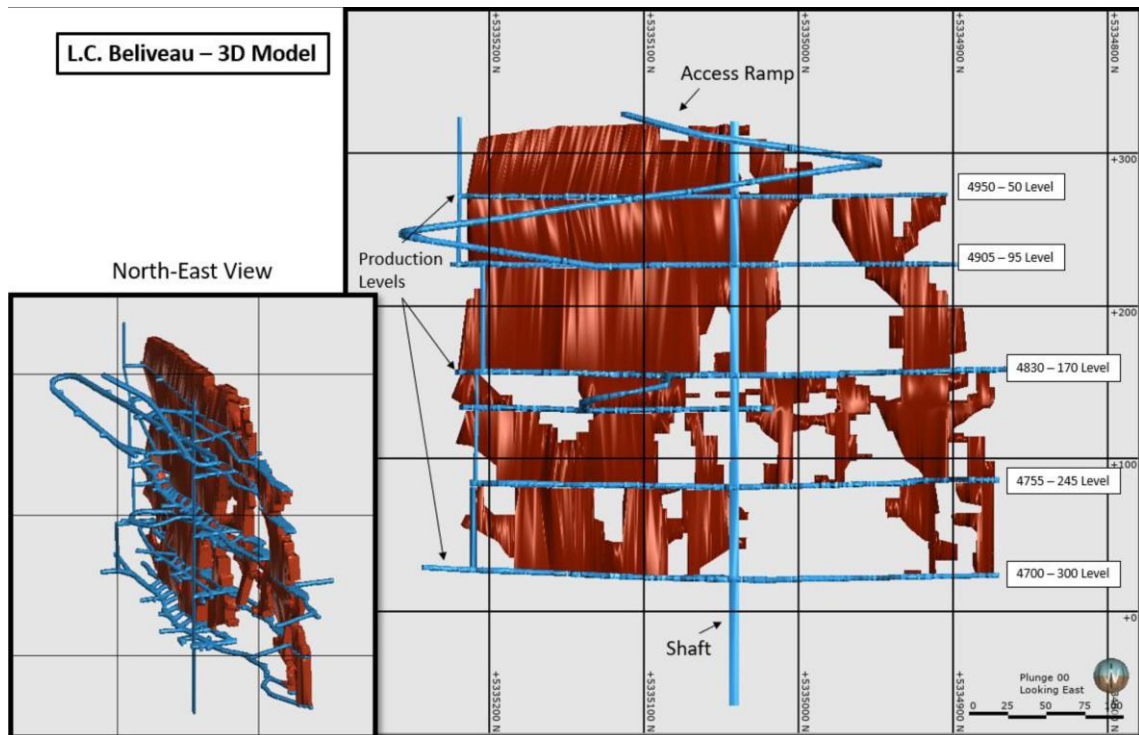 L.C. Beliveau – 3D Model
+5335200 N
+5335100 N
+5335000 N
+5334900 N
+5334800 N
Access Ramp
+300
4950 – 50 Level
4905 – 95 Level
Production
Levels
North-East View
+200
4830 – 170 Level
+100
4755 – 245 Level
4700 – 300 Level
+0
Shaft
+5335200 N
+5335100 N
+5335000 N
+5334900 N
Plunge 00
Looking East
W
0 25 50 75 100